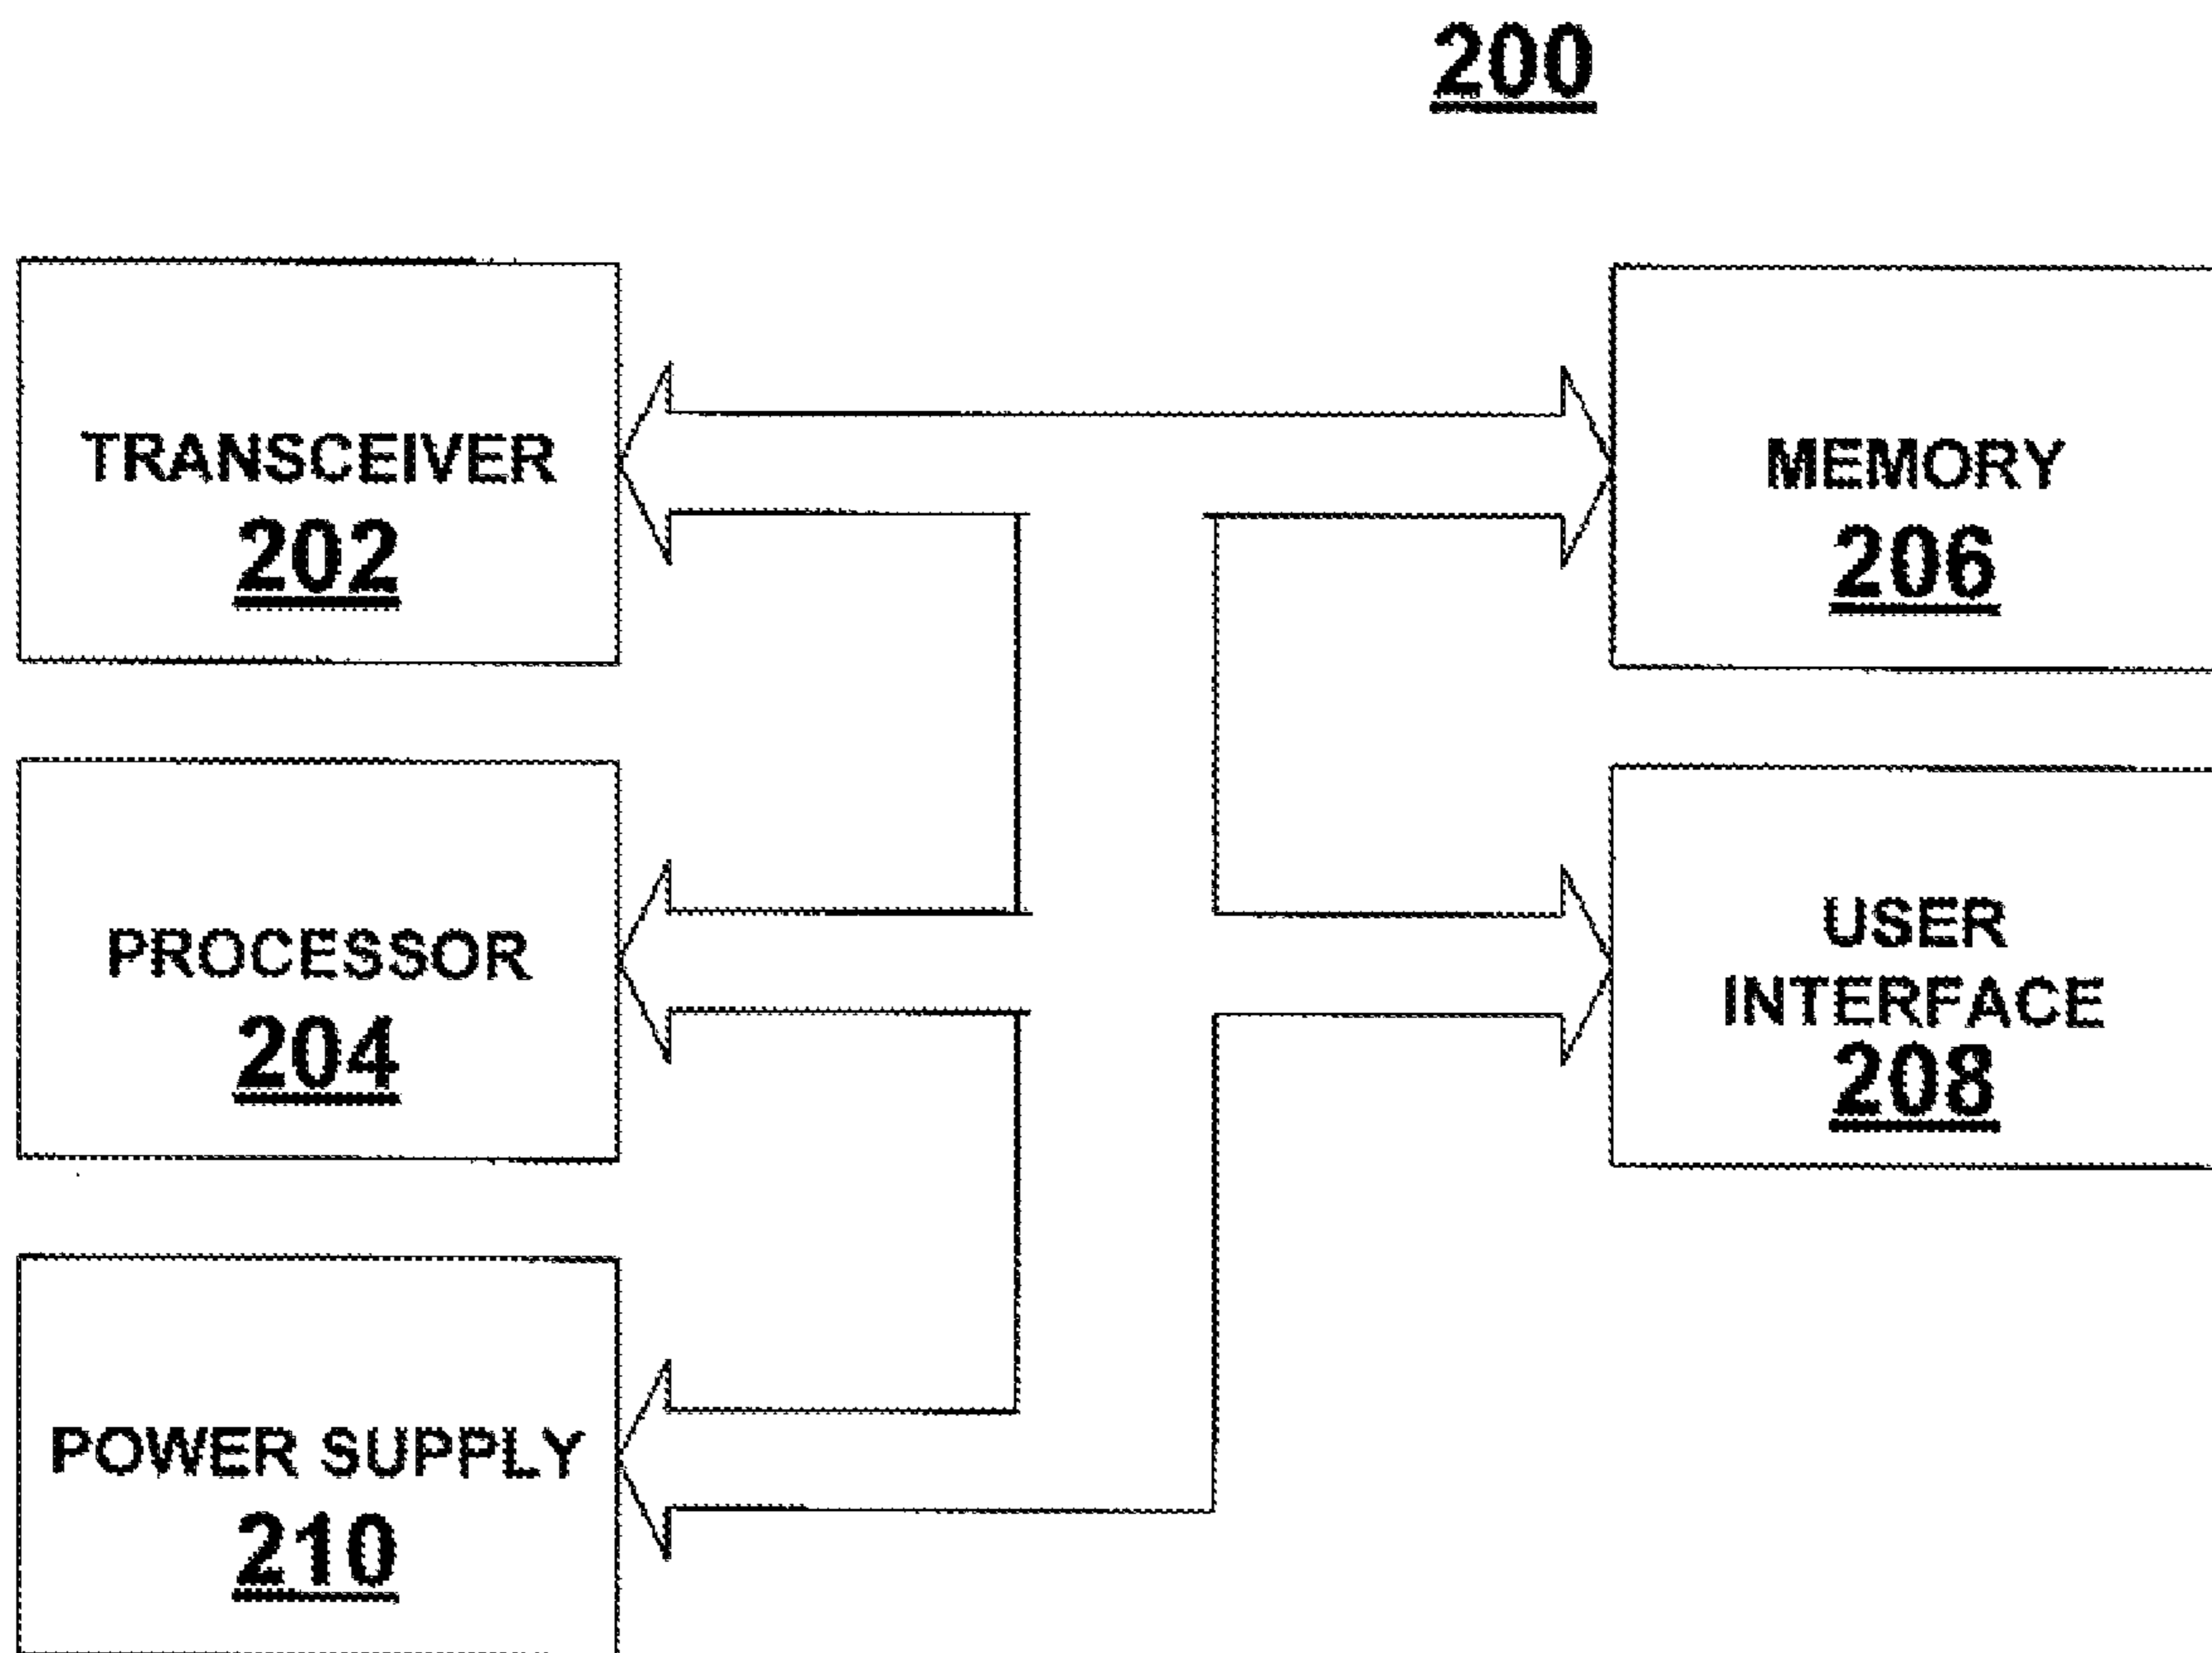 200
TRANSCEIVER
202
MEMORY
206
PROCESSOR
204
USER
INTERFACE
208
POWER SUPPLY
210